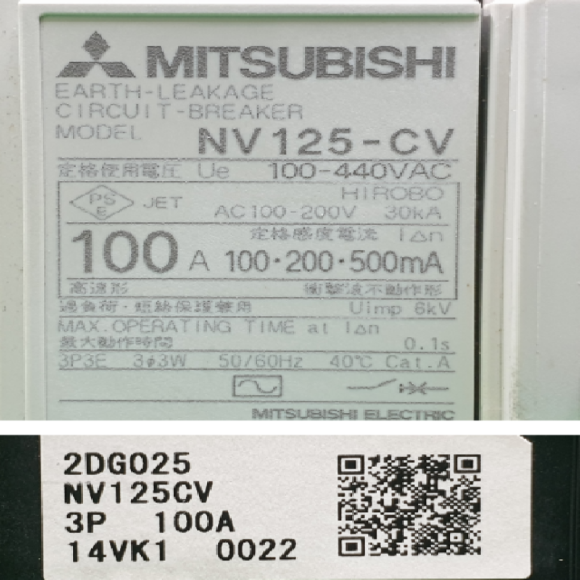 MITSUBISHI
EARTH-LEAKAGE
CIRCUIT-BREAKER
MODEL NV125-CV
定格使用電圧 Ue 100-440VAC
PS E JET HIROBO
AC100-200V 30kA
定格感度電流 IΔn
100 A 100·200·500mA
高速形 衝撃波不動作形
過負荷·短絡保護兼用 Uimp 6kV
MAX.OPERATING TIME at IΔn
最大動作時間 0.1s
3P3E 3φ3W 50/60Hz 40℃ Cat.A
MITSUBISHI ELECTRIC
2DG025
NV125CV
3P 100A
14VK1 0022